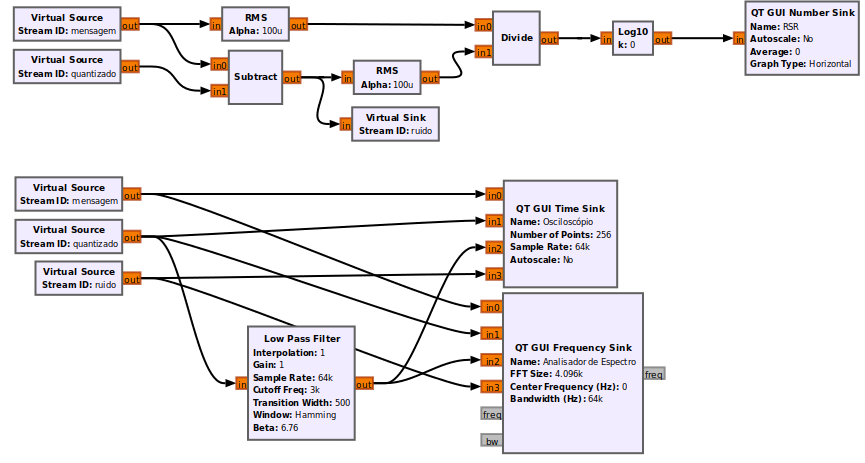 Virtual Source
Stream ID: mensagem
out
in
RMS
Alpha: 100u
out
Virtual Source
Stream ID: quantizado
out
in0
in1
Subtract
out
in
RMS
Alpha: 100u
out
in
Virtual Sink
Stream ID: ruido
in0
in1
Divide
out
in
Log10
k: 0
out
in
QT GUI Number Sink
Name: RSR
Autoscale: No
Average: 0
Graph Type: Horizontal
Virtual Source
Stream ID: mensagem
out
Virtual Source
Stream ID: quantizado
out
Virtual Source
Stream ID: ruido
out
in
Low Pass Filter
Interpolation: 1
Gain: 1
Sample Rate: 64k
Cutoff Freq: 3k
Transition Width: 500
Window: Hamming
Beta: 6.76
out
in0
in1
in2
in3
QT GUI Time Sink
Name: Osciloscópio
Number of Points: 256
Sample Rate: 64k
Autoscale: No
in0
in1
in2
in3
freq
bw
QT GUI Frequency Sink
Name: Analisador de Espectro
FFT Size: 4.096k
Center Frequency (Hz): 0
Bandwidth (Hz): 64k
freq